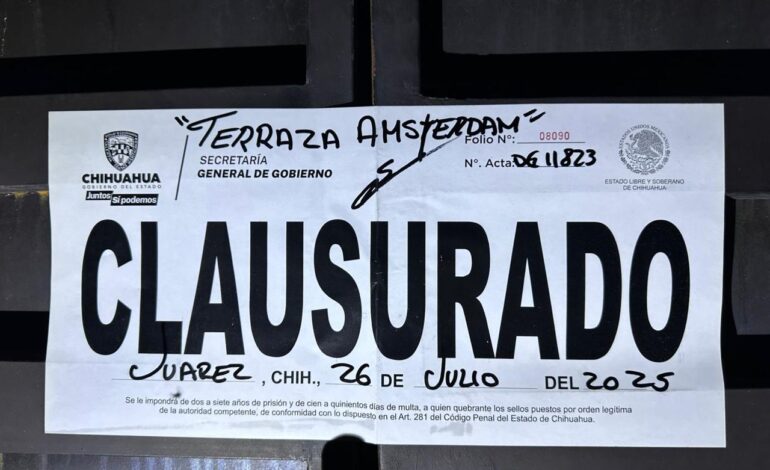 "TERRAZA AMSTERDAM"
CHIHUAHUA
GOBIERNO DEL ESTADO
Juntos Sí podemos
SECRETARÍA
GENERAL DE GOBIERNO
Folio N°: 08090
N°. Acta: DG 11823
ESTADO LIBRE Y SOBERANO
DE CHIHUAHUA
CLAUSURADO
JUAREZ, CHIH., 26 DE JULIO DEL 2025
Se le impondrá de dos a siete años de prisión y de cien a quinientos días de multa, a quien quebrante los sellos puestos por orden legítima
de la autoridad competente, de conformidad con lo dispuesto en el Art. 281 del Código Penal del Estado de Chihuahua.